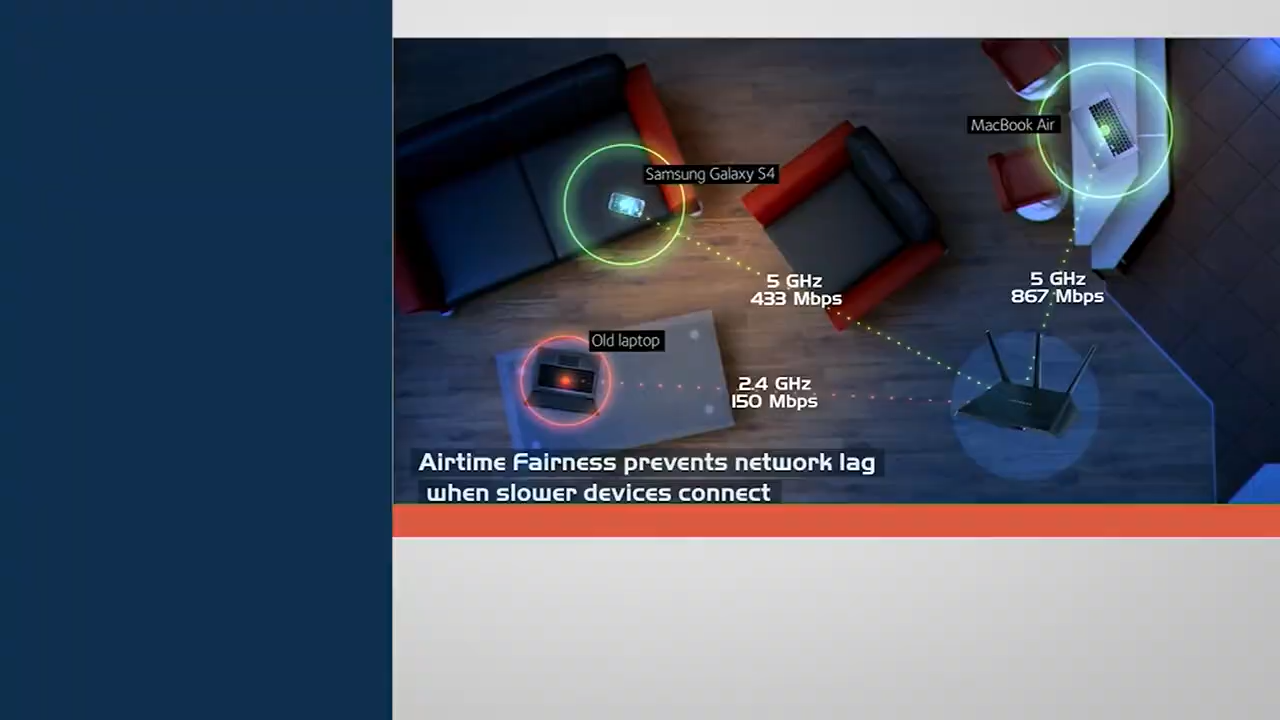 MacBook Air
Samsung Galaxy S4
5 GHz
433 Mbps
5 GHz
867 Mbps
Old laptop
2.4 GHz
150 Mbps
Airtime Fairness prevents network lag
when slower devices connect